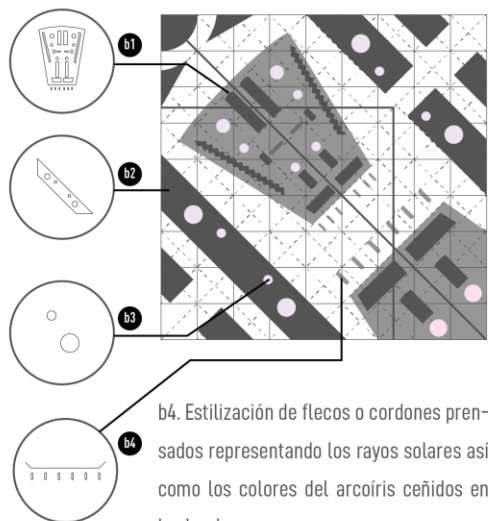 b1
b2
b3
b4
b4. Estilización de flecos o cordones pren-
sados representando los rayos solares así
como los colores del arcoíris ceñidos en